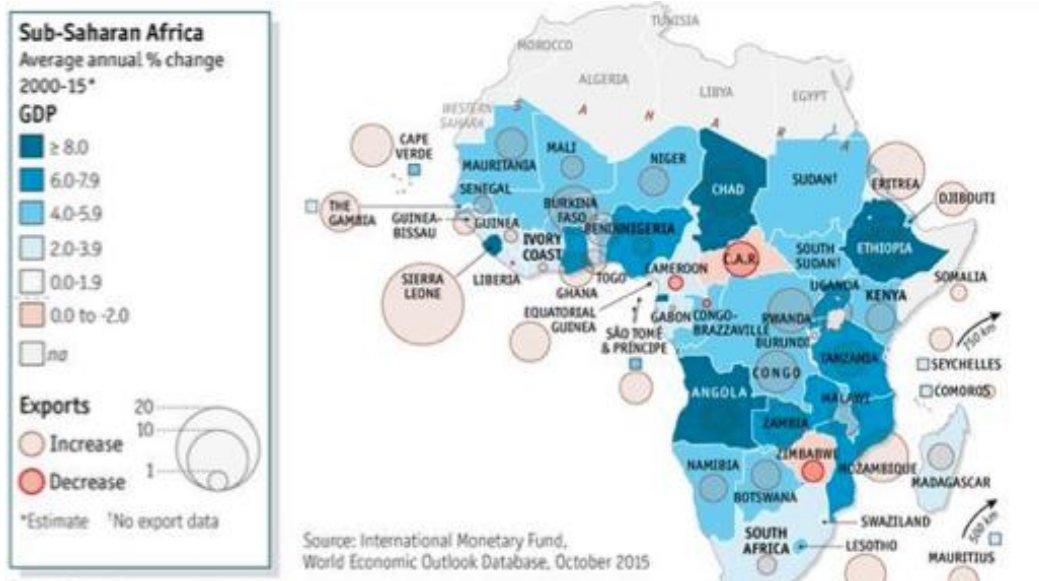 Sub-Saharan Africa
Average annual % change
2000-15*
GDP
≥ 8.0
6.0-7.9
4.0-5.9
2.0-3.9
0.0-1.9
0.0 to -2.0
na
Exports
20
10
1
Increase
Decrease
*Estimate †No export data
TUNISIA
MOROCCO
ALGERIA
LIBYA
EGYPT
WESTERN
SAHARA
S A H A R A
CAPE
VERDE
MAURITANIA
MALI
NIGER
CHAD
SUDAN†
ERITREA
DJIBOUTI
SENEGAL
THE
GAMBIA
GUINEA-
BISSAU
GUINEA
BURKINA
FASO
BENIN
NIGERIA
IVORY
COAST
SOUTH
SUDAN†
ETHIOPIA
SIERRA
LEONE
LIBERIA
GHANA
TOGO
CAMEROON
C.A.R.
UGANDA
KENYA
SOMALIA
EQUATORIAL
GUINEA
GABON
CONGO-
BRAZZAVILLE
RWANDA
SÃO TOMÉ
& PRÍNCIPE
BURUNDI
750 km
SEYCHELLES
CONGO
TANZANIA
COMOROS
ANGOLA
MALAWI
ZAMBIA
ZIMBABWE
MOZAMBIQUE
MADAGASCAR
NAMIBIA
BOTSWANA
500 km
SWAZILAND
SOUTH
AFRICA
LESOTHO
MAURITIUS
Source: International Monetary Fund,
World Economic Outlook Database, October 2015